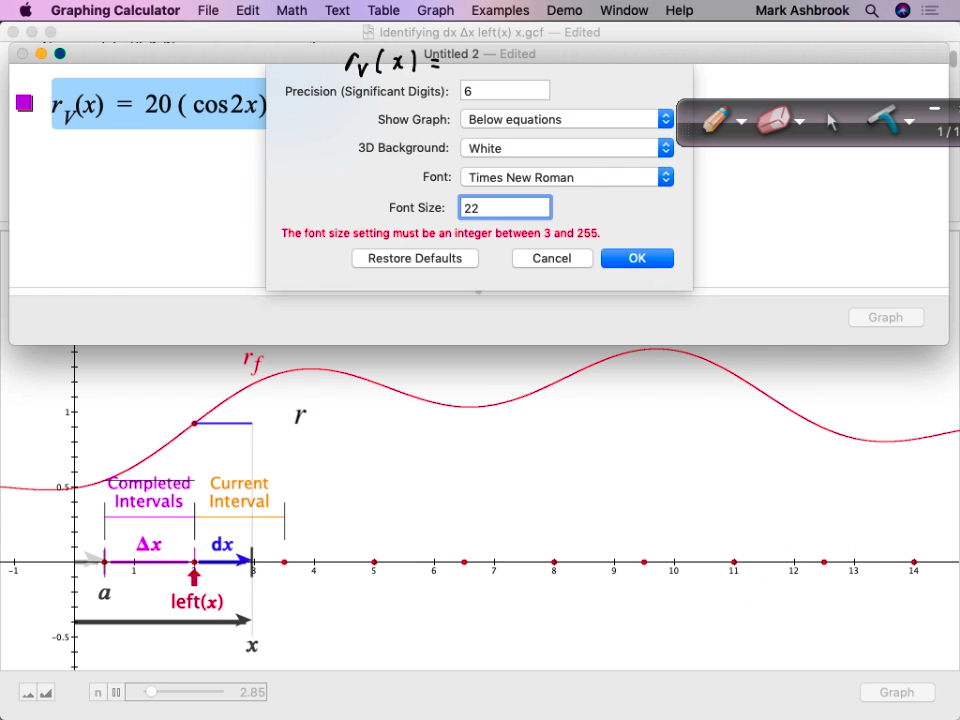 Graphing Calculator File Edit Math Text Table Graph Examples Demo Window Help Mark Ashbrook
Identifying dx Δx left(x) x.gcf — Edited
Untitled 2 — Edited
r_V(x) =
r_V(x) = 20 ( cos2x)
Precision (Significant Digits): 6
Show Graph: Below equations
3D Background: White
Font: Times New Roman
Font Size: 22
The font size setting must be an integer between 3 and 255.
Restore Defaults Cancel OK
1/1
Graph
r_f
r
1
0.5
Completed Intervals
Current Interval
Δx
dx
-1 1 2 3 4 5 6 7 8 9 10 11 12 13 14
a
left(x)
-0.5
x
n 2.85
Graph